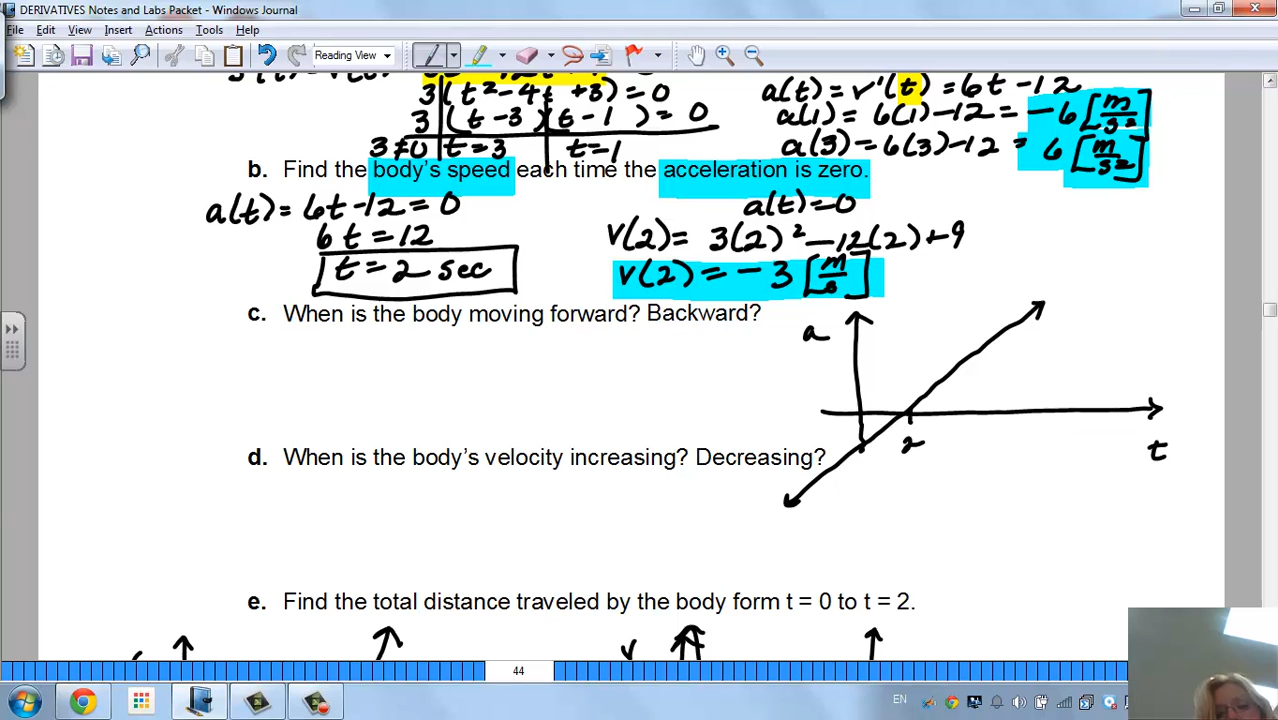 DERIVATIVES Notes and Labs Packet - Windows Journal
File Edit View Insert Actions Tools Help
Reading View
3(t²-4t+3)=0
3(t-3)(t-1)=0
3≠0 t=3 t=1
a(t)=v'(t)=6t-12
a(1)=6(1)-12=-6[m/s²]
a(3)=6(3)-12=6[m/s²]
b. Find the body's speed each time the acceleration is zero.
a(t)=6t-12=0
6t=12
t=2 sec
a(t)=0
v(2)=3(2)²-12(2)+9
v(2)=-3[m/s]
c. When is the body moving forward? Backward?
a
2
t
d. When is the body's velocity increasing? Decreasing?
e. Find the total distance traveled by the body form t = 0 to t = 2.
v
44
EN